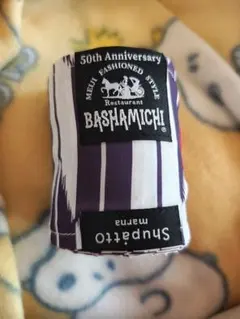 50th Anniversary
MEIJI FASHIONED STYLE
Restaurant
BASHAMICHI
Shupatto
marna